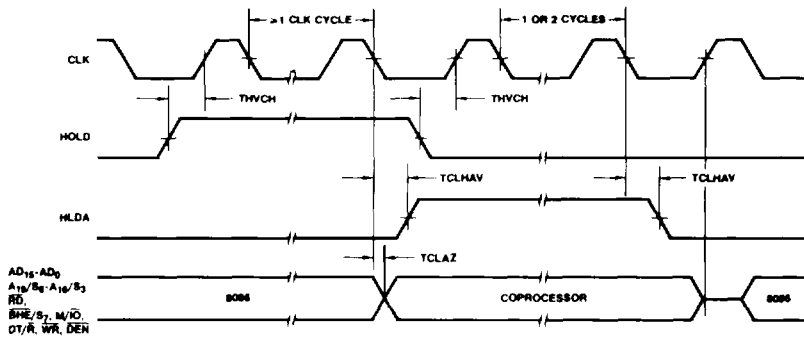 ≥1 CLK CYCLE
1 OR 2 CYCLES
CLK
THVCH
THVCH
HOLD
TCLHAV
TCLHAV
HLDA
TCLAZ
AD15-AD0
A19/S6-A16/S3
RD,
BHE/S7, M/IO,
DT/R, WR, DEN
8086
COPROCESSOR
8086